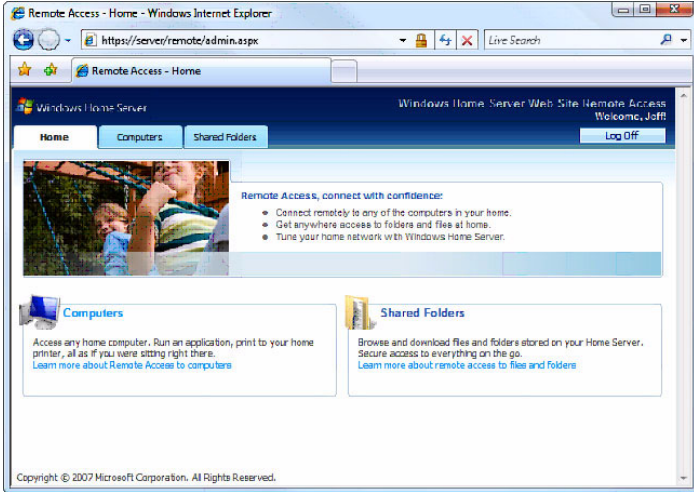 Remote Access - Home - Windows Internet Explorer
https://server/remote/admin.aspx
Live Search
Remote Access - Home
Windows Home Server
Windows Home Server Web Site Remote Access
Welcome, Jeff!
Home
Computers
Shared Folders
Log Off
Remote Access, connect with confidence:
Connect remotely to any of the computers in your home.
Get anywhere access to folders and files at home.
Tune your home network with Windows Home Server.
Computers
Access any home computer. Run an application, print to your home
printer, all as if you were sitting right there.
Learn more about Remote Access to computers
Shared Folders
Browse and download files and folders stored on your Home Server.
Secure access to everything on the go.
Learn more about remote access to files and folders
Copyright © 2007 Microsoft Corporation. All Rights Reserved.